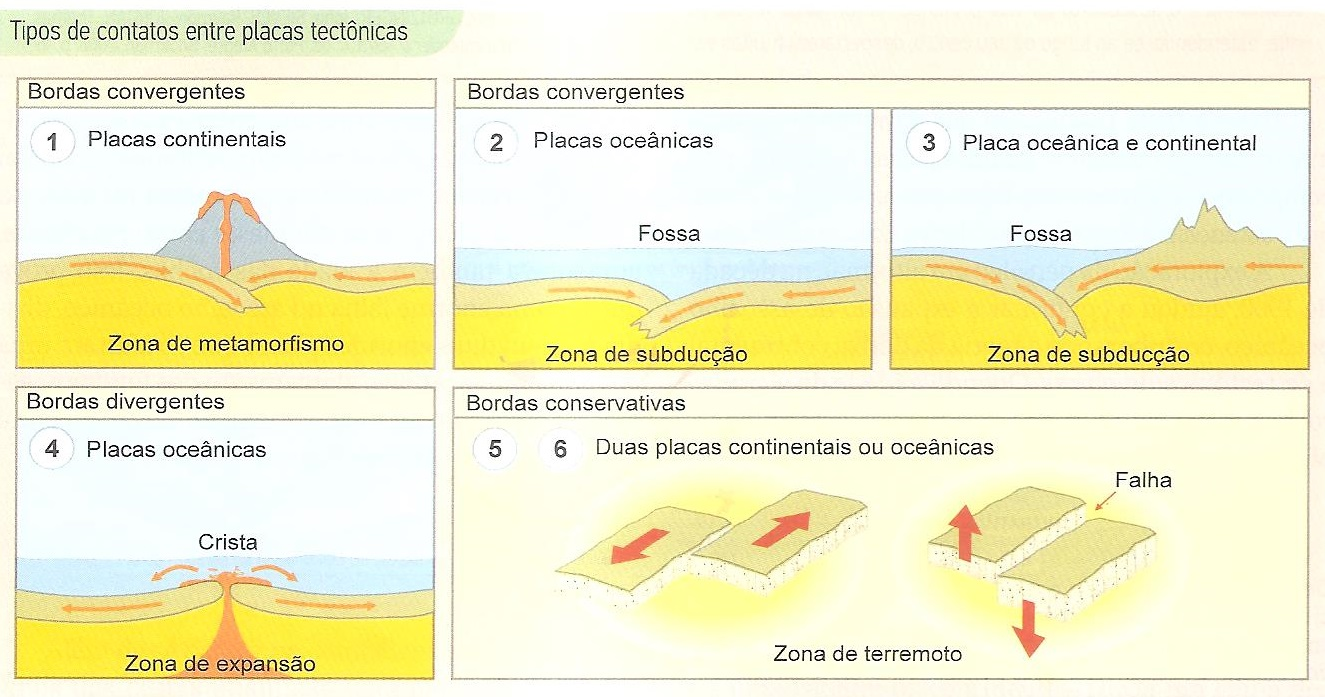 Tipos de contatos entre placas tectônicas
Bordas convergentes
1 Placas continentais
Zona de metamorfismo
Bordas convergentes
2 Placas oceânicas
Fossa
Zona de subducção
3 Placa oceânica e continental
Fossa
Zona de subducção
Bordas divergentes
4 Placas oceânicas
Crista
Zona de expansão
Bordas conservativas
5 6 Duas placas continentais ou oceânicas
Falha
Zona de terremoto